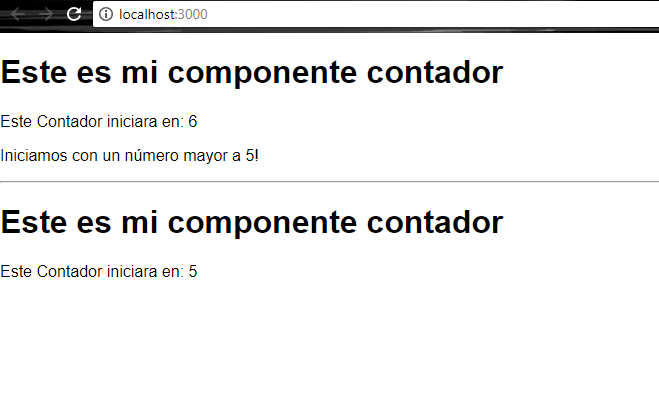 localhost:3000
Este es mi componente contador
Este Contador iniciara en: 6
Iniciamos con un número mayor a 5!
Este es mi componente contador
Este Contador iniciara en: 5